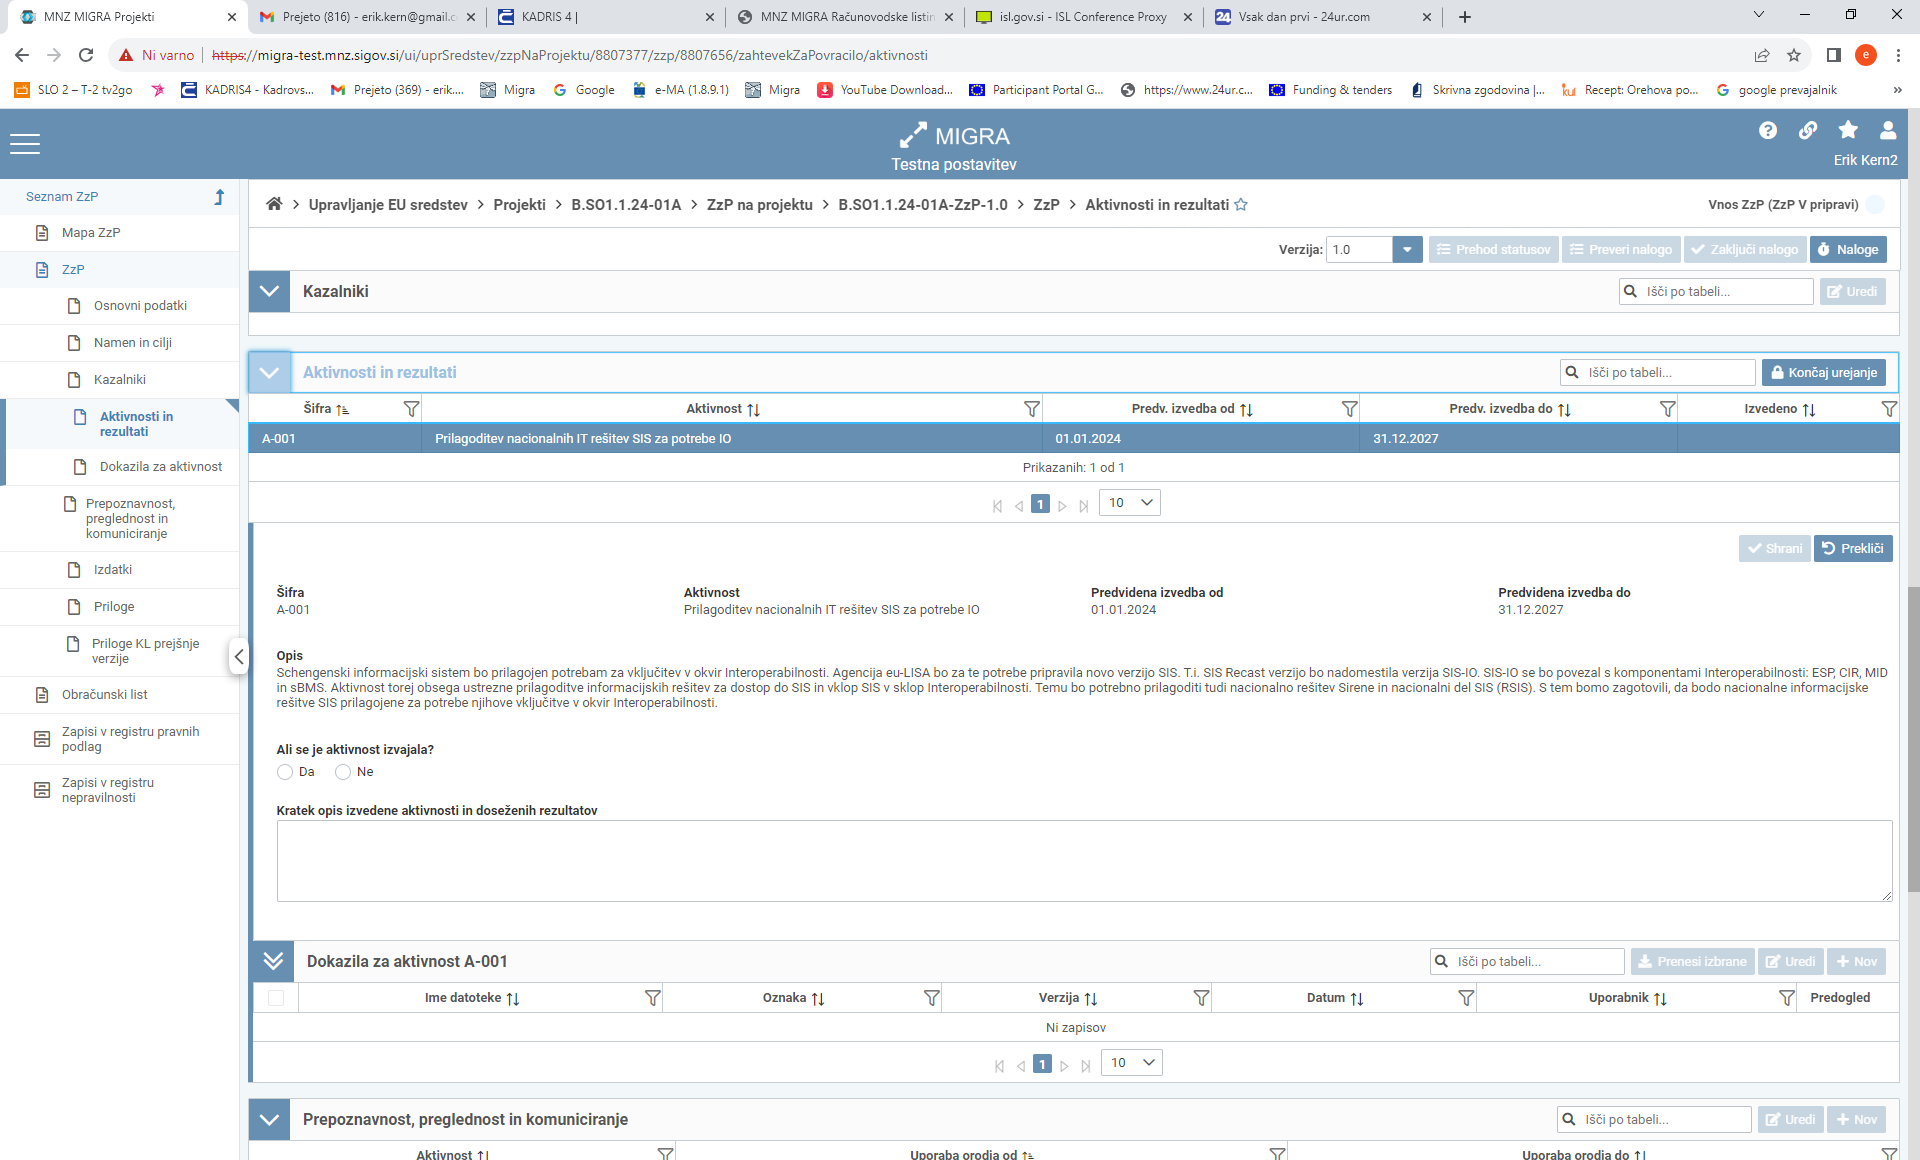 MNZ MIGRA Projekti
Prejeto (816) - erik.kern@gmail.c
KADRIS 4 |
MNZ MIGRA Računovodske listin
isl.gov.si - ISL Conference Proxy
Vsak dan prvi - 24ur.com
Ni varno
https://migra-test.mnz.sigov.si/ui/uprSredstev/zzpNaProjektu/8807377/zzp/8807656/zahtevekZaPovracilo/aktivnosti
e
SLO 2 – T-2 tv2go
KADRIS4 - Kadrovs...
Prejeto (369) - erik....
Migra
Google
e-MA (1.8.9.1)
Migra
YouTube Download...
Participant Portal G...
https://www.24ur.c...
Funding & tenders
Skrivna zgodovina |...
Recept: Orehova po...
google prevajalnik
MIGRA
Testna postavitev
Erik Kern2
Seznam ZzP
Mapa ZzP
ZzP
Osnovni podatki
Namen in cilji
Kazalniki
Aktivnosti in
rezultati
Dokazila za aktivnost
Prepoznavnost,
preglednost in
komuniciranje
Izdatki
Priloge
Priloge KL prejšnje
verzije
Obračunski list
Zapisi v registru pravnih
podlag
Zapisi v registru
nepravilnosti
Upravljanje EU sredstev > Projekti > B.SO1.1.24-01A > ZzP na projektu > B.SO1.1.24-01A-ZzP-1.0 > ZzP > Aktivnosti in rezultati
Vnos ZzP (ZzP V pripravi)
Verzija: 1.0
Prehod statusov
Preveri nalogo
Zaključi nalogo
Naloge
Kazalniki
Išči po tabeli...
Uredi
Aktivnosti in rezultati
Išči po tabeli...
Končaj urejanje
Šifra
Aktivnost
Predv. izvedba od
Predv. izvedba do
Izvedeno
A-001
Prilagoditev nacionalnih IT rešitev SIS za potrebe IO
01.01.2024
31.12.2027
Prikazanih: 1 od 1
1
10
Shrani
Prekliči
Šifra
A-001
Aktivnost
Prilagoditev nacionalnih IT rešitev SIS za potrebe IO
Predvidena izvedba od
01.01.2024
Predvidena izvedba do
31.12.2027
Opis
Schengenski informacijski sistem bo prilagojen potrebam za vključitev v okvir Interoperabilnosti. Agencija eu-LISA bo za te potrebe pripravila novo verzijo SIS. T.i. SIS Recast verzijo bo nadomestila verzija SIS-IO. SIS-IO se bo povezal s komponentami Interoperabilnosti: ESP, CIR, MID
in sBMS. Aktivnost torej obsega ustrezne prilagoditve informacijskih rešitev za dostop do SIS in vklop SIS v sklop Interoperabilnosti. Temu bo potrebno prilagoditi tudi nacionalno rešitev Sirene in nacionalni del SIS (RSIS). S tem bomo zagotovili, da bodo nacionalne informacijske
rešitve SIS prilagojene za potrebe njihove vključitve v okvir Interoperabilnosti.
Ali se je aktivnost izvajala?
Da
Ne
Kratek opis izvedene aktivnosti in doseženih rezultatov
Dokazila za aktivnost A-001
Išči po tabeli...
Prenesi izbrane
Uredi
+ Nov
Ime datoteke
Oznaka
Verzija
Datum
Uporabnik
Predogled
Ni zapisov
1
10
Prepoznavnost, preglednost in komuniciranje
Išči po tabeli...
Uredi
+ Nov
Aktivnost
Uporaba orodja od
Uporaba orodja do